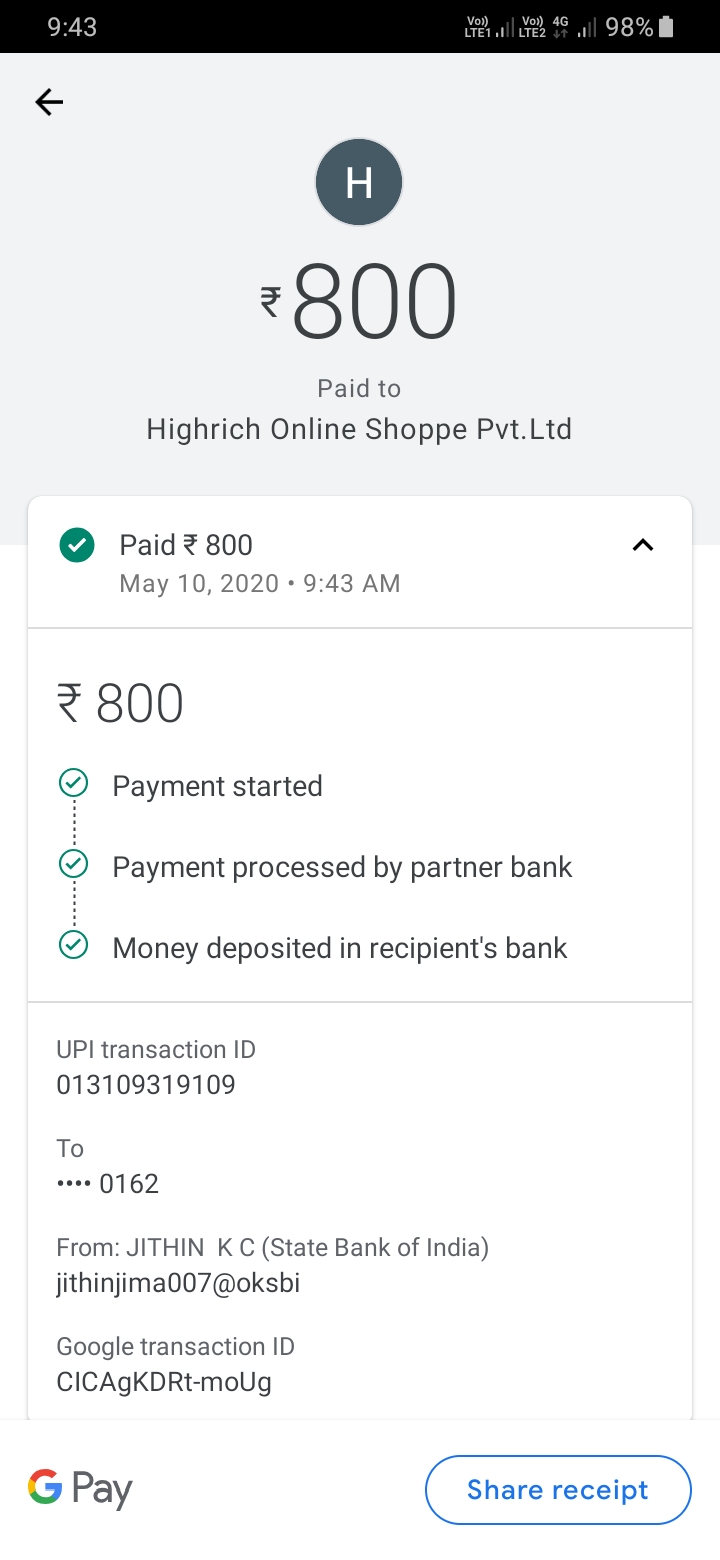 9:43
Vo) LTE1 Vo) LTE2 4G 98%
H
₹800
Paid to
Highrich Online Shoppe Pvt.Ltd
Paid ₹ 800
May 10, 2020 • 9:43 AM
₹ 800
Payment started
Payment processed by partner bank
Money deposited in recipient's bank
UPI transaction ID
013109319109
To
•••• 0162
From: JITHIN  K C (State Bank of India)
jithinjima007@oksbi
Google transaction ID
CICAgKDRt-moUg
G Pay
Share receipt